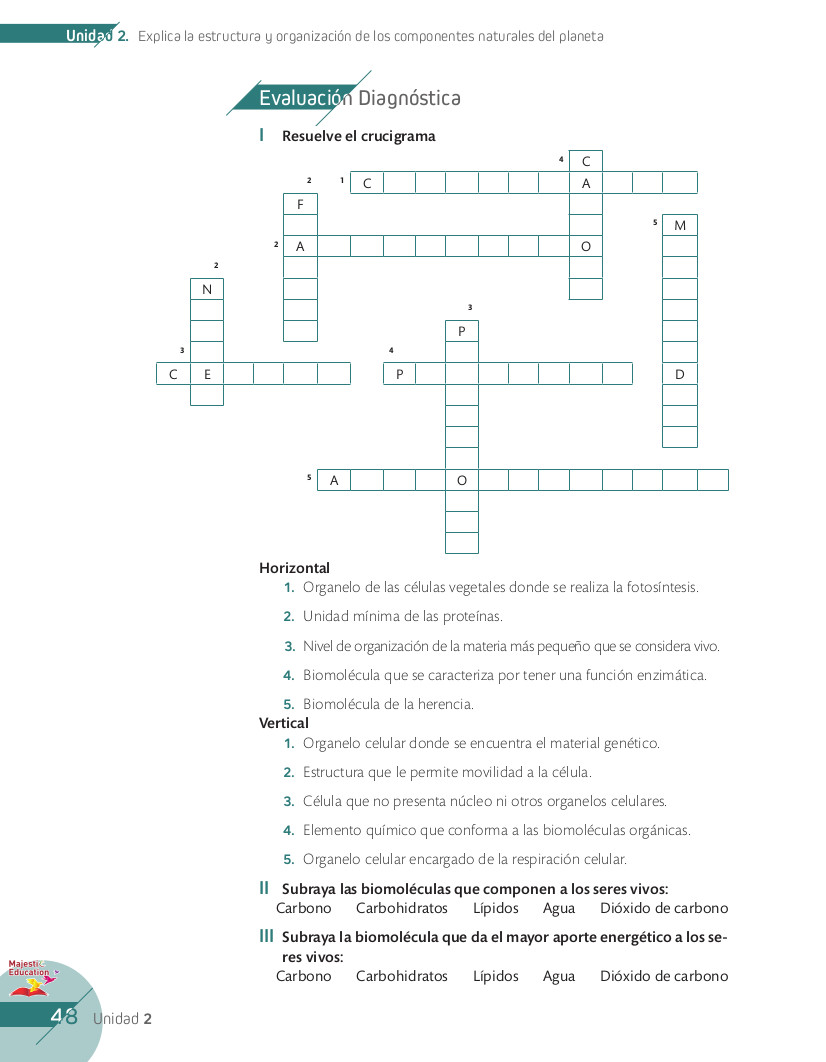 Unidad 2. Explica la estructura y organización de los componentes naturales del planeta
Evaluación Diagnóstica
I Resuelve el crucigrama
4 C
2 1 C A
F
5 M
2 A O
2
N
3
P
3 4
C E P D
5 A O
Horizontal
1. Organelo de las células vegetales donde se realiza la fotosíntesis.
2. Unidad mínima de las proteínas.
3. Nivel de organización de la materia más pequeño que se considera vivo.
4. Biomolécula que se caracteriza por tener una función enzimática.
5. Biomolécula de la herencia.
Vertical
1. Organelo celular donde se encuentra el material genético.
2. Estructura que le permite movilidad a la célula.
3. Célula que no presenta núcleo ni otros organelos celulares.
4. Elemento químico que conforma a las biomoléculas orgánicas.
5. Organelo celular encargado de la respiración celular.
II Subraya las biomoléculas que componen a los seres vivos:
Carbono Carbohidratos Lípidos Agua Dióxido de carbono
III Subraya la biomolécula que da el mayor aporte energético a los se-
res vivos:
Carbono Carbohidratos Lípidos Agua Dióxido de carbono
Majestic
Education
48 Unidad 2